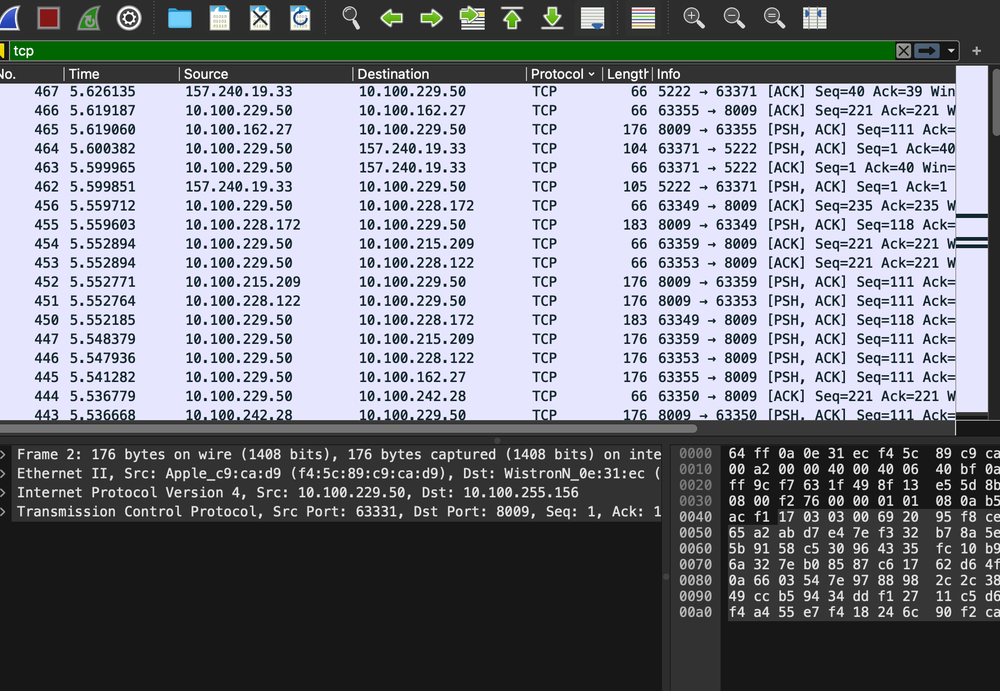 tcp
No. Time Source Destination Protocol Length Info
467 5.626135 157.240.19.33 10.100.229.50 TCP 66 5222 → 63371 [ACK] Seq=40 Ack=39 Win
466 5.619187 10.100.229.50 10.100.162.27 TCP 66 63355 → 8009 [ACK] Seq=221 Ack=221 W
465 5.619060 10.100.162.27 10.100.229.50 TCP 176 8009 → 63355 [PSH, ACK] Seq=111 Ack=
464 5.600382 10.100.229.50 157.240.19.33 TCP 104 63371 → 5222 [PSH, ACK] Seq=1 Ack=40
463 5.599965 10.100.229.50 157.240.19.33 TCP 66 63371 → 5222 [ACK] Seq=1 Ack=40 Win=
462 5.599851 157.240.19.33 10.100.229.50 TCP 105 5222 → 63371 [PSH, ACK] Seq=1 Ack=1
456 5.559712 10.100.229.50 10.100.228.172 TCP 66 63349 → 8009 [ACK] Seq=235 Ack=235 W
455 5.559603 10.100.228.172 10.100.229.50 TCP 183 8009 → 63349 [PSH, ACK] Seq=118 Ack=
454 5.552894 10.100.229.50 10.100.215.209 TCP 66 63359 → 8009 [ACK] Seq=221 Ack=221 W
453 5.552894 10.100.229.50 10.100.228.122 TCP 66 63353 → 8009 [ACK] Seq=221 Ack=221 W
452 5.552771 10.100.215.209 10.100.229.50 TCP 176 8009 → 63359 [PSH, ACK] Seq=111 Ack=
451 5.552764 10.100.228.122 10.100.229.50 TCP 176 8009 → 63353 [PSH, ACK] Seq=111 Ack=
450 5.552185 10.100.229.50 10.100.228.172 TCP 183 63349 → 8009 [PSH, ACK] Seq=118 Ack=
447 5.548379 10.100.229.50 10.100.215.209 TCP 176 63359 → 8009 [PSH, ACK] Seq=111 Ack=
446 5.547936 10.100.229.50 10.100.228.122 TCP 176 63353 → 8009 [PSH, ACK] Seq=111 Ack=
445 5.541282 10.100.229.50 10.100.162.27 TCP 176 63355 → 8009 [PSH, ACK] Seq=111 Ack=
444 5.536779 10.100.229.50 10.100.242.28 TCP 66 63350 → 8009 [ACK] Seq=221 Ack=221 W
443 5.536668 10.100.242.28 10.100.229.50 TCP 176 8009 → 63350 [PSH, ACK] Seq=111 Ack=
Frame 2: 176 bytes on wire (1408 bits), 176 bytes captured (1408 bits) on inte
Ethernet II, Src: Apple_c9:ca:d9 (f4:5c:89:c9:ca:d9), Dst: WistronN_0e:31:ec (
Internet Protocol Version 4, Src: 10.100.229.50, Dst: 10.100.255.156
Transmission Control Protocol, Src Port: 63331, Dst Port: 8009, Seq: 1, Ack: 1
0000 64 ff 0a 0e 31 ec f4 5c 89 c9 ca
0010 00 a2 00 00 40 00 40 06 40 bf 0a
0020 ff 9c f7 63 1f 49 8f 13 e5 5d 8b
0030 08 00 f2 76 00 00 01 01 08 0a b5
0040 ac f1 17 03 03 00 69 20 95 f8 ce
0050 65 a2 ab d7 e4 7e f3 32 b7 8a 5e
0060 5b 91 58 c5 30 96 43 35 fc 10 b9
0070 6a 32 7e b0 85 87 c6 17 62 d6 4f
0080 0a 66 03 54 7e 97 88 98 2c 2c 38
0090 49 cc b5 94 34 dd f1 27 11 c5 d6
00a0 f4 a4 55 e7 f4 18 24 6c 90 f2 ca